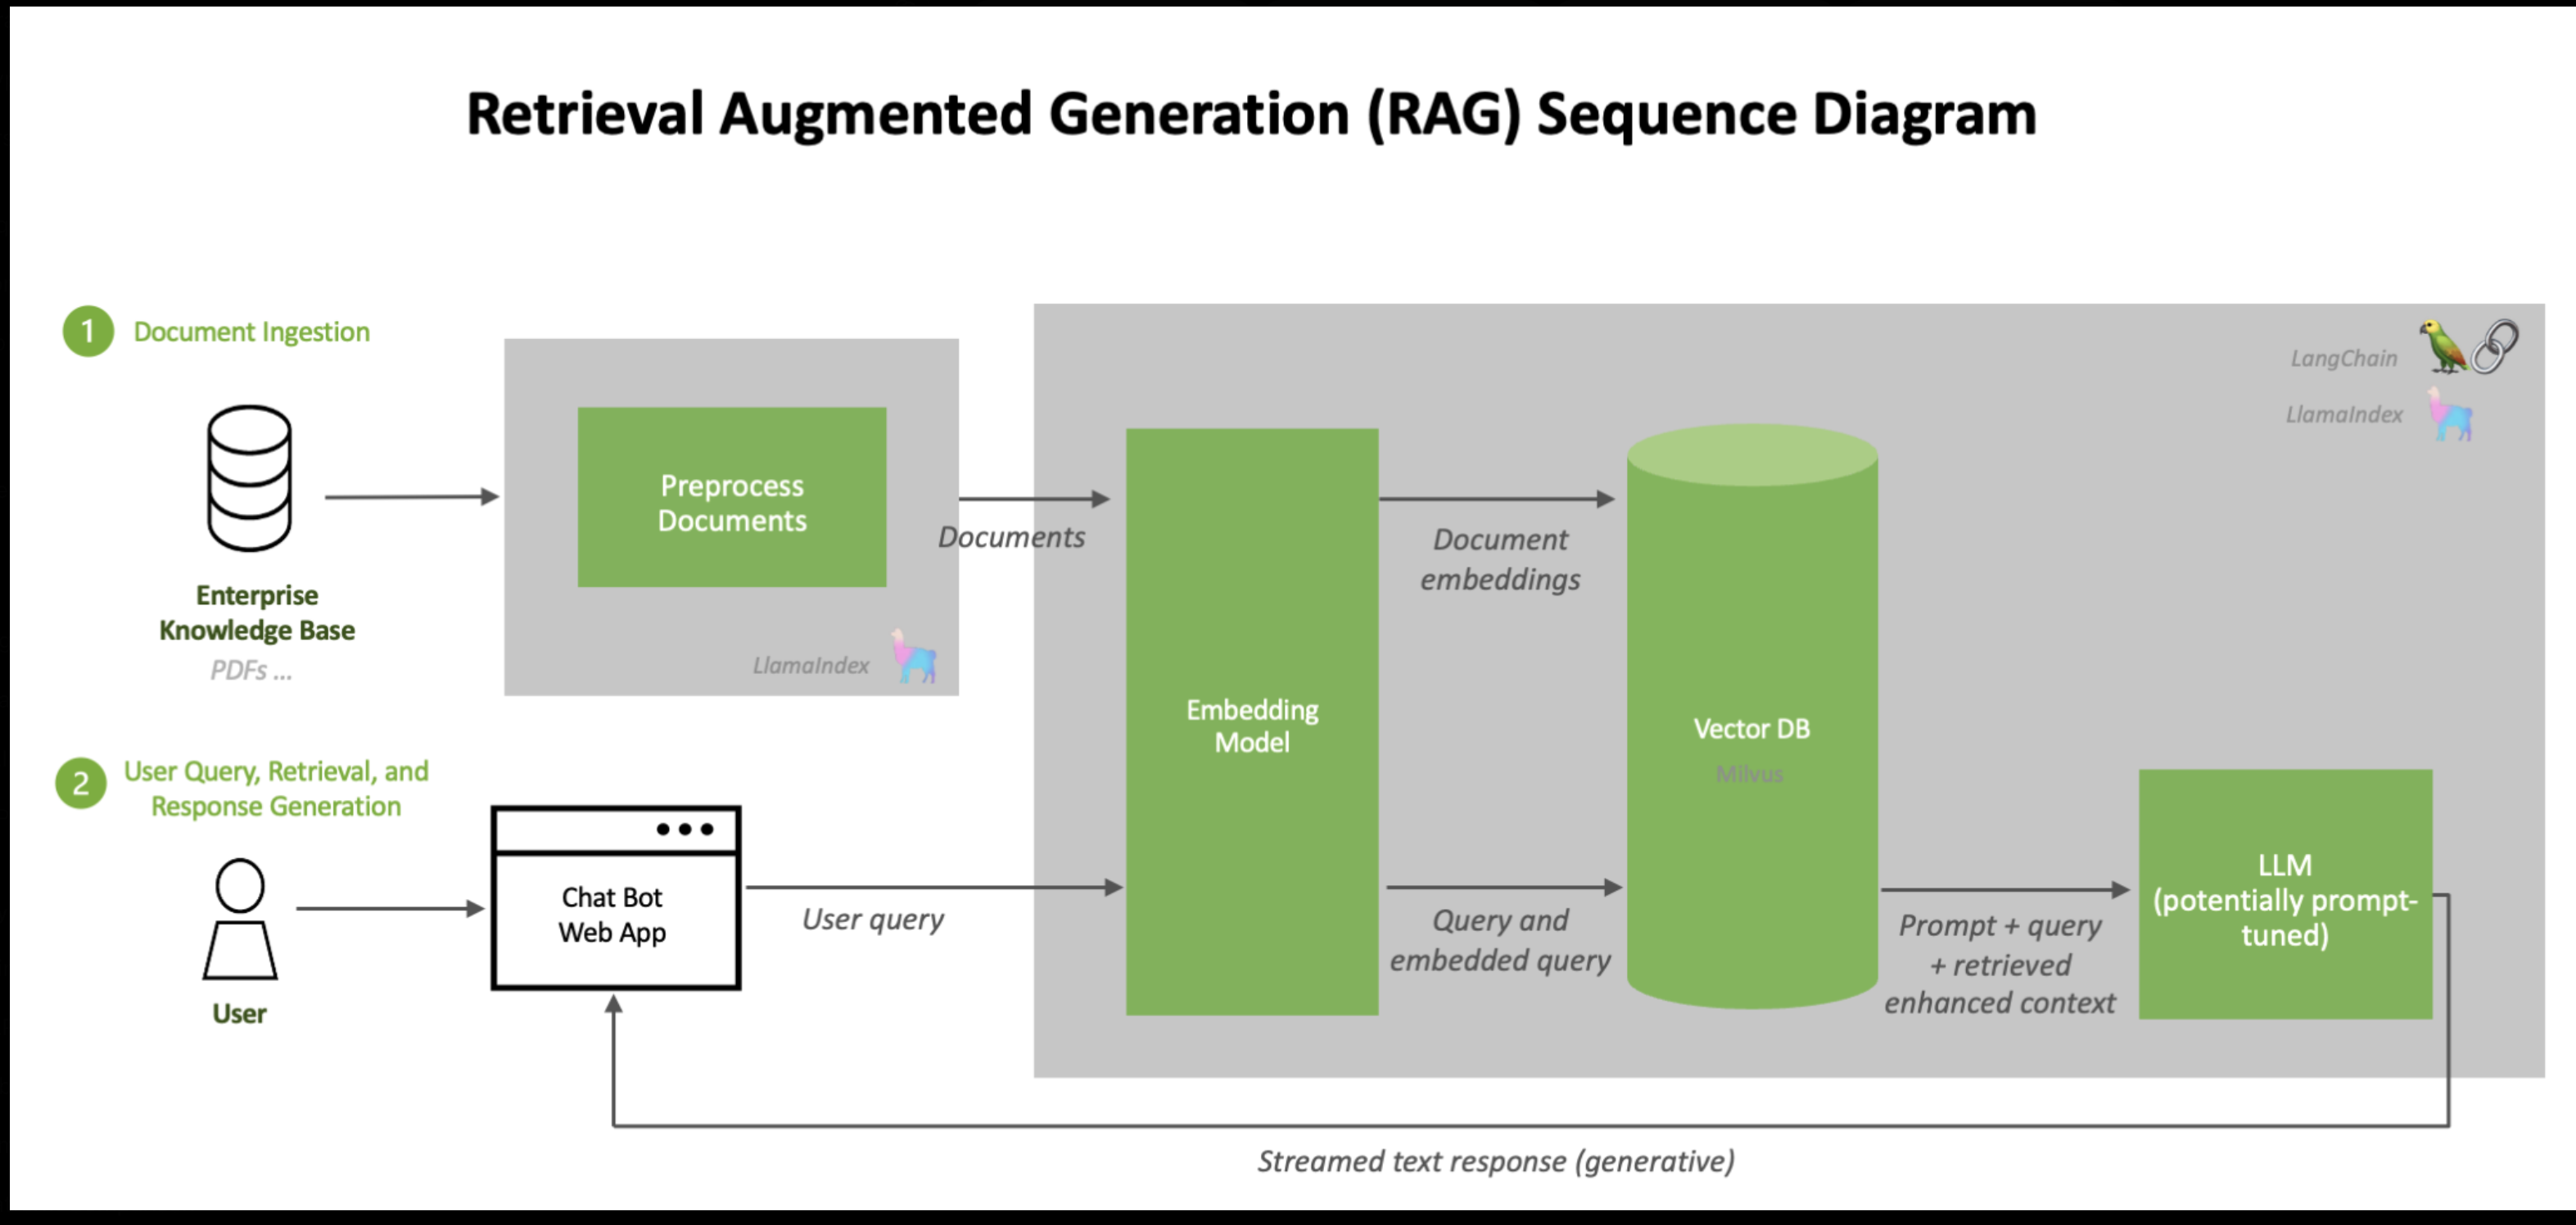 Retrieval Augmented Generation (RAG) Sequence Diagram
1
Document Ingestion
Enterprise
Knowledge Base
PDFs ...
Preprocess
Documents
LlamaIndex
Documents
LangChain
LlamaIndex
Embedding
Model
Document
embeddings
Vector DB
Milvus
2
User Query, Retrieval, and
Response Generation
User
Chat Bot
Web App
User query
Query and
embedded query
Prompt + query
+ retrieved
enhanced context
LLM
(potentially prompt-
tuned)
Streamed text response (generative)